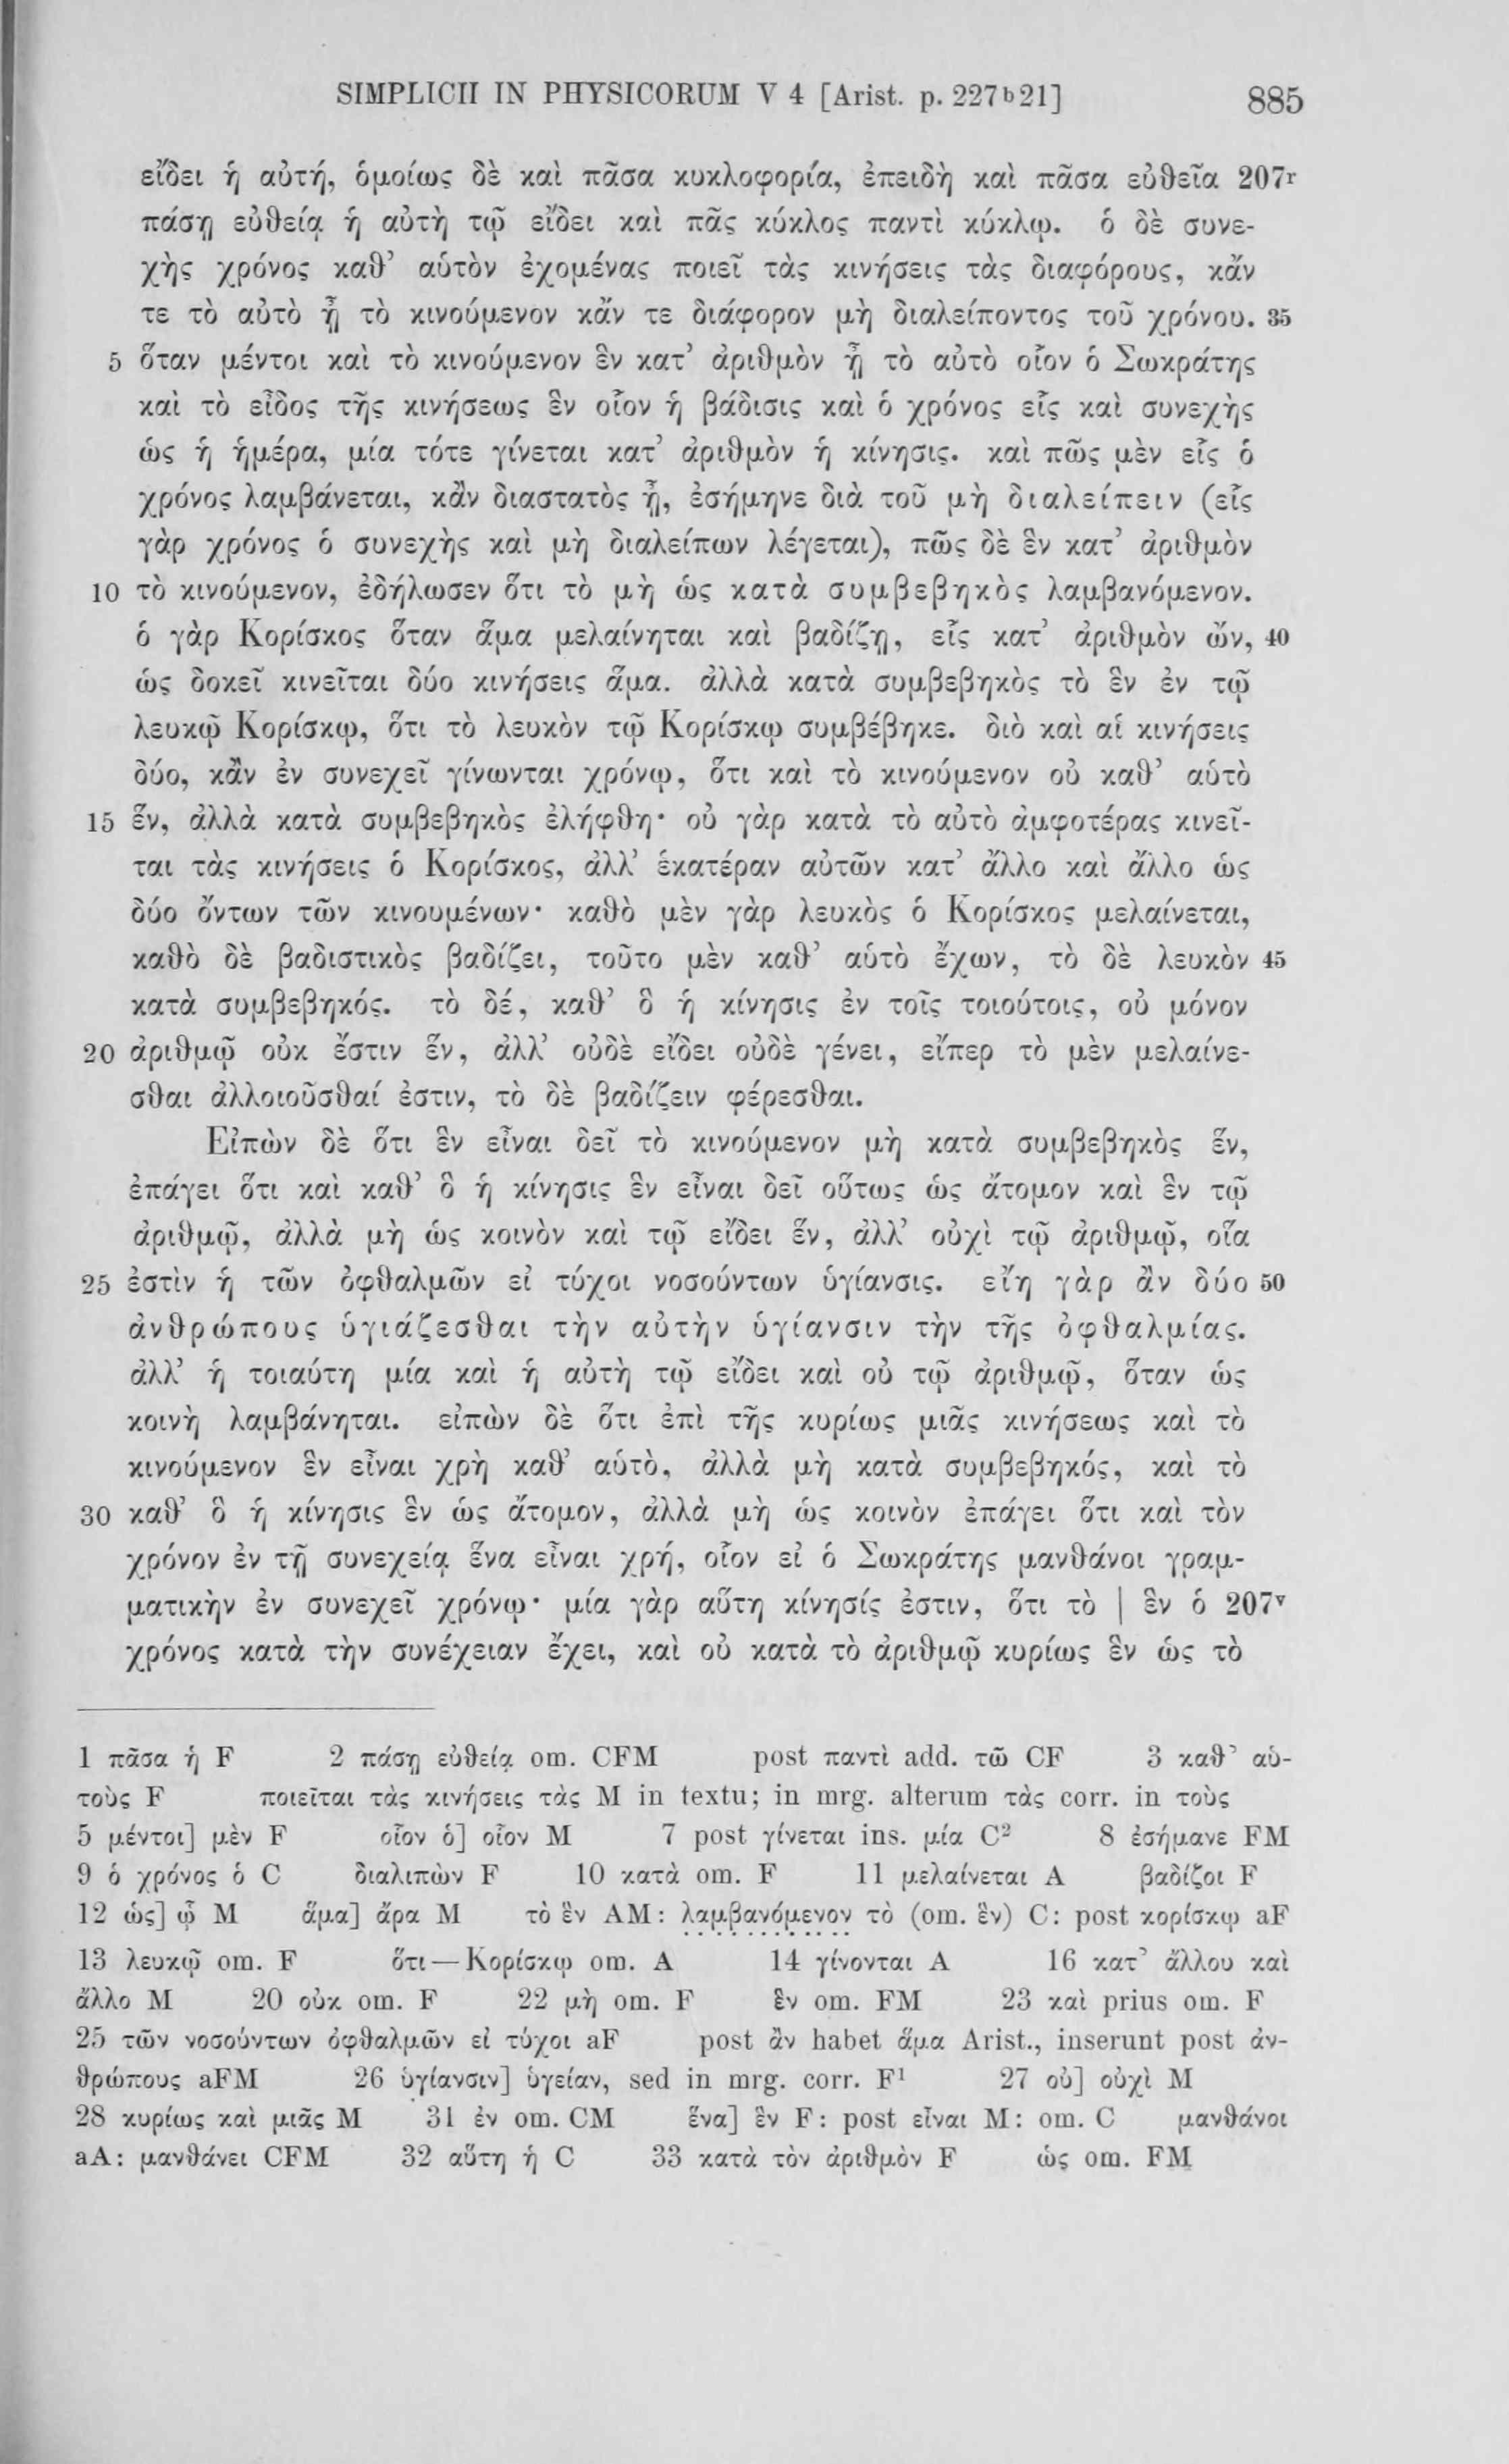 SIMPLICII IN PHYSICORUM V 4 [Arist. p. 227b21] 885
εἴδει ἡ αὐτή, ὁμοίως δὲ καὶ πᾶσα κυκλοφορία, ἐπειδὴ καὶ πᾶσα εὐθεῖα 207r
πάσῃ εὐθείᾳ ἡ αὐτὴ τῷ εἴδει καὶ πᾶς κύκλος παντὶ κύκλῳ. ὁ δὲ συνε-
χὴς χρόνος καθ’ αὑτὸν ἐχομένας ποιεῖ τὰς κινήσεις τὰς διαφόρους, κἄν
τε τὸ αὐτὸ ᾖ τὸ κινούμενον κἄν τε διάφορον μὴ διαλείποντος τοῦ χρόνου. 35
5 ὅταν μέντοι καὶ τὸ κινούμενον ἓν κατ’ ἀριθμὸν ᾖ τὸ αὐτὸ οἷον ὁ Σωκράτης
καὶ τὸ εἶδος τῆς κινήσεως ἓν οἷον ἡ βάδισις καὶ ὁ χρόνος εἷς καὶ συνεχὴς
ὡς ἡ ἡμέρα, μία τότε γίνεται κατ’ ἀριθμὸν ἡ κίνησις. καὶ πῶς μὲν εἷς ὁ
χρόνος λαμβάνεται, κἂν διαστατὸς ᾖ, ἐσήμηνε διὰ τοῦ μὴ διαλείπειν (εἷς
γὰρ χρόνος ὁ συνεχὴς καὶ μὴ διαλείπων λέγεται), πῶς δὲ ἓν κατ’ ἀριθμὸν
10 τὸ κινούμενον, ἐδήλωσεν ὅτι τὸ μὴ ὡς κατὰ συμβεβηκὸς λαμβανόμενον.
ὁ γὰρ Κορίσκος ὅταν ἅμα μελαίνηται καὶ βαδίζῃ, εἷς κατ’ ἀριθμὸν ὤν, 40
ὡς δοκεῖ κινεῖται δύο κινήσεις ἅμα. ἀλλὰ κατὰ συμβεβηκὸς τὸ ἓν ἐν τῷ
λευκῷ Κορίσκῳ, ὅτι τὸ λευκὸν τῷ Κορίσκῳ συμβέβηκε. διὸ καὶ αἱ κινήσεις
δύο, κἂν ἐν συνεχεῖ γίνωνται χρόνῳ, ὅτι καὶ τὸ κινούμενον οὐ καθ’ αὑτὸ
15 ἕν, ἀλλὰ κατὰ συμβεβηκὸς ἐλήφθη· οὐ γὰρ κατὰ τὸ αὐτὸ ἀμφοτέρας κινεῖ-
ται τὰς κινήσεις ὁ Κορίσκος, ἀλλ’ ἑκατέραν αὐτῶν κατ’ ἄλλο καὶ ἄλλο ὡς
δύο ὄντων τῶν κινουμένων· καθὸ μὲν γὰρ λευκὸς ὁ Κορίσκος μελαίνεται,
καθὸ δὲ βαδιστικὸς βαδίζει, τοῦτο μὲν καθ’ αὑτὸ ἔχων, τὸ δὲ λευκὸν 45
κατὰ συμβεβηκός. τὸ δέ, καθ’ ὃ ἡ κίνησις ἐν τοῖς τοιούτοις, οὐ μόνον
20 ἀριθμῷ οὐκ ἔστιν ἕν, ἀλλ’ οὐδὲ εἴδει οὐδὲ γένει, εἴπερ τὸ μὲν μελαίνε-
σθαι ἀλλοιοῦσθαί ἐστιν, τὸ δὲ βαδίζειν φέρεσθαι.
Εἰπὼν δὲ ὅτι ἓν εἶναι δεῖ τὸ κινούμενον μὴ κατὰ συμβεβηκὸς ἕν,
ἐπάγει ὅτι καὶ καθ’ ὃ ἡ κίνησις ἓν εἶναι δεῖ οὕτως ὡς ἄτομον καὶ ἓν τῷ
ἀριθμῷ, ἀλλὰ μὴ ὡς κοινὸν καὶ τῷ εἴδει ἕν, ἀλλ’ οὐχὶ τῷ ἀριθμῷ, οἵα
25 ἐστὶν ἡ τῶν ὀφθαλμῶν εἰ τύχοι νοσούντων ὑγίανσις. εἴη γὰρ ἂν δύο 50
ἀνθρώπους ὑγιάζεσθαι τὴν αὐτὴν ὑγίανσιν τὴν τῆς ὀφθαλμίας.
ἀλλ’ ἡ τοιαύτη μία καὶ ἡ αὐτὴ τῷ εἴδει καὶ οὐ τῷ ἀριθμῷ, ὅταν ὡς
κοινὴ λαμβάνηται. εἰπὼν δὲ ὅτι ἐπὶ τῆς κυρίως μιᾶς κινήσεως καὶ τὸ
κινούμενον ἓν εἶναι χρὴ καθ’ αὑτὸ, ἀλλὰ μὴ κατὰ συμβεβηκός, καὶ τὸ
30 καθ’ ὃ ἡ κίνησις ἓν ὡς ἄτομον, ἀλλὰ μὴ ὡς κοινὸν ἐπάγει ὅτι καὶ τὸν
χρόνον ἐν τῇ συνεχείᾳ ἕνα εἶναι χρή, οἷον εἰ ὁ Σωκράτης μανθάνοι γραμ-
ματικὴν ἐν συνεχεῖ χρόνῳ· μία γὰρ αὕτη κίνησίς ἐστιν, ὅτι τὸ | ἓν ὁ 207v
χρόνος κατὰ τὴν συνέχειαν ἔχει, καὶ οὐ κατὰ τὸ ἀριθμῷ κυρίως ἓν ὡς τὸ
1 πᾶσα ἡ F 2 πάσῃ εὐθείᾳ om. CFM post παντὶ add. τῶ CF 3 καθ’ αὑ-
τοὺς F ποιεῖται τὰς κινήσεις τὰς M in textu; in mrg. alterum τὰς corr. in τοὺς
5 μέντοι] μὲν F οἷον ὁ] οἷον M 7 post γίνεται ins. μία C2 8 ἐσήμανε FM
9 ὁ χρόνος ὁ C διαλιπὼν F 10 κατὰ om. F 11 μελαίνεται A βαδίζοι F
12 ὡς] ᾧ M ἅμα] ἄρα M τὸ ἓν AM: λαμβανόμενον τὸ (om. ἓν) C: post κορίσκῳ aF
13 λευκῷ om. F ὅτι — Κορίσκῳ om. A 14 γίνονται A 16 κατ’ ἄλλου καὶ
ἄλλο M 20 οὐκ om. F 22 μὴ om. F ἓν om. FM 23 καὶ prius om. F
25 τῶν νοσούντων ὀφθαλμῶν εἰ τύχοι aF post ἂν habet ἅμα Arist., inserunt post ἀν-
θρώπους aFM 26 ὑγίανσιν] ὑγείαν, sed in mrg. corr. F1 27 οὐ] οὐχὶ M
28 κυρίως καὶ μιᾶς M 31 ἐν om. CM ἕνα] ἓν F: post εἶναι M: om. C μανθάνοι
aA: μανθάνει CFM 32 αὕτη ἡ C 33 κατὰ τὸν ἀριθμὸν F ὡς om. FM